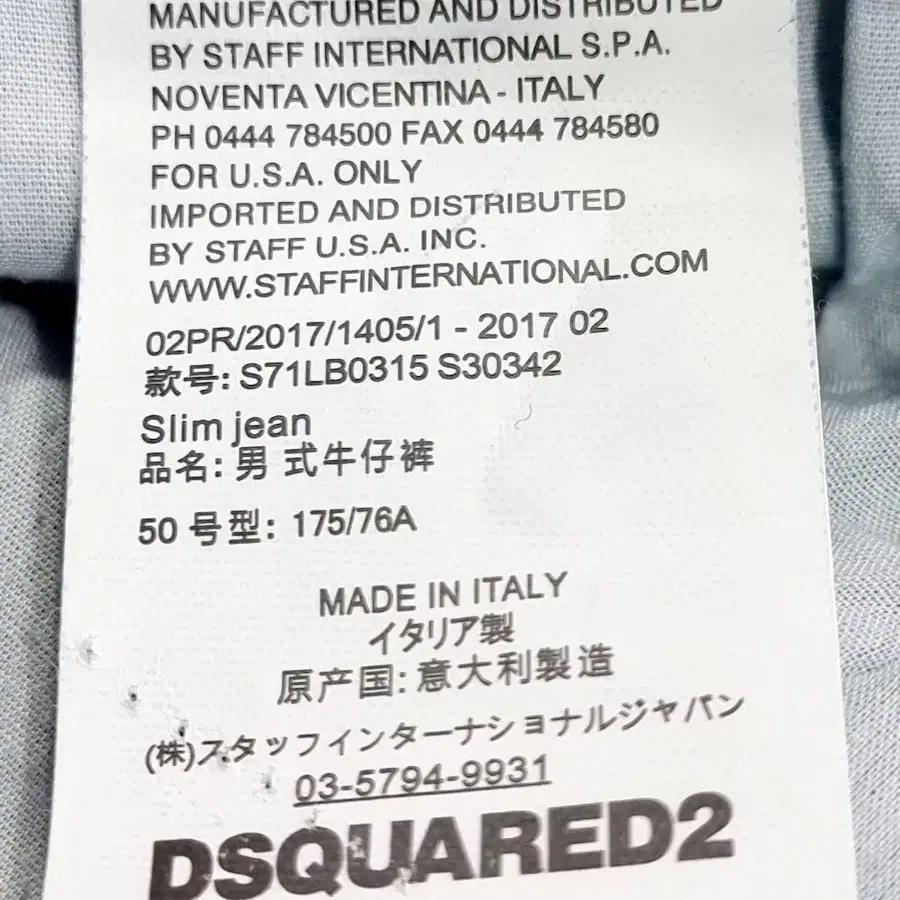 MANUFACTURED AND DISTRIBUTED
BY STAFF INTERNATIONAL S.P.A.
NOVENTA VICENTINA - ITALY
PH 0444 784500 FAX 0444 784580
FOR U.S.A. ONLY
IMPORTED AND DISTRIBUTED
BY STAFF U.S.A. INC.
WWW.STAFFINTERNATIONAL.COM
02PR/2017/1405/1 - 2017 02
款号: S71LB0315 S30342
Slim jean
品名: 男 式牛仔裤
50 号型: 175/76A
MADE IN ITALY
イタリア製
原产国: 意大利製造
(株)スタッフインターナショナルジャパン
03-5794-9931
DSQUARED2